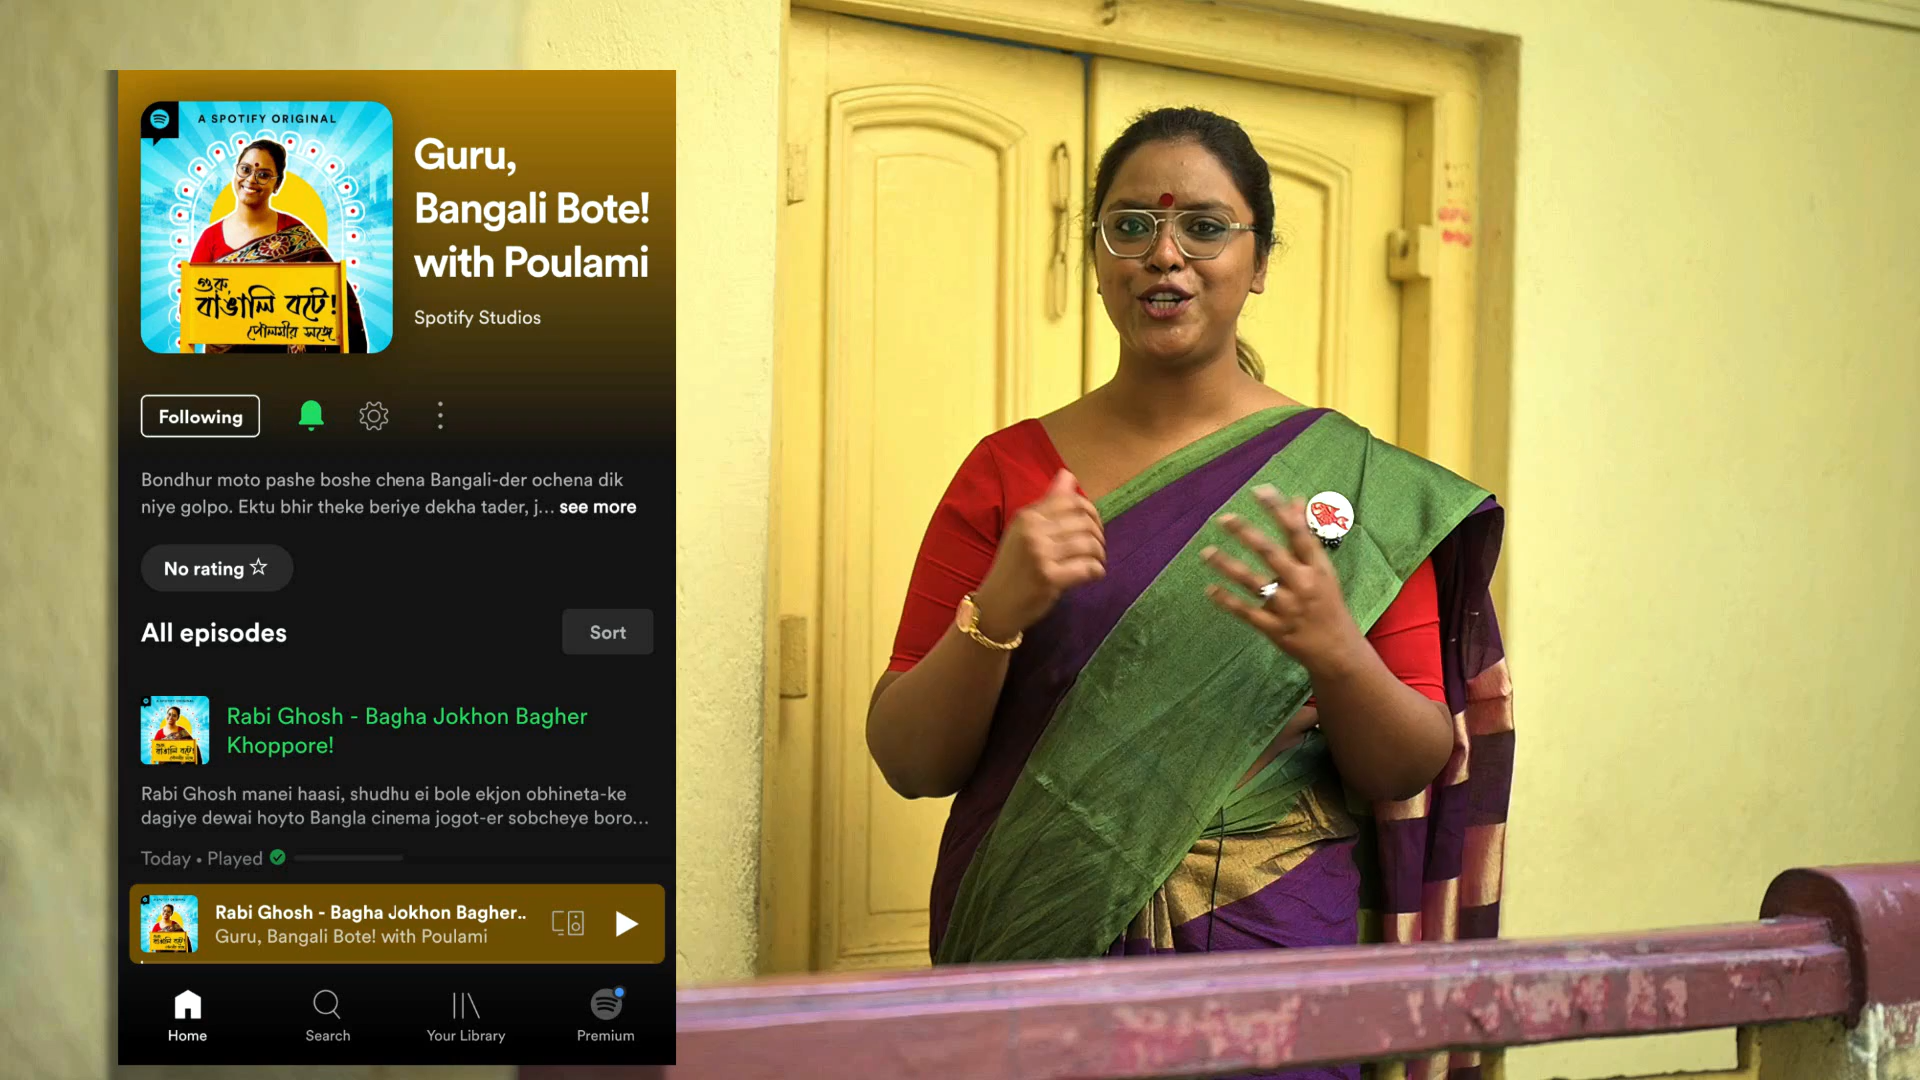 A SPOTIFY ORIGINAL
গুরু,
বাঙালি বটে!
পৌলমীর সঙ্গে
Guru,
Bangali Bote!
with Poulami
Spotify Studios
Following
Bondhur moto pashe boshe chena Bangali-der ochena dik
niye golpo. Ektu bhir theke beriye dekha tader, j... see more
No rating
All episodes
Sort
Rabi Ghosh - Bagha Jokhon Bagher
Khoppore!
Rabi Ghosh manei haasi, shudhu ei bole ekjon obhineta-ke
dagiye dewai hoyto Bangla cinema jogot-er sobcheye boro...
Today • Played
Rabi Ghosh - Bagha Jokhon Bagher..
Guru, Bangali Bote! with Poulami
Home
Search
Your Library
Premium